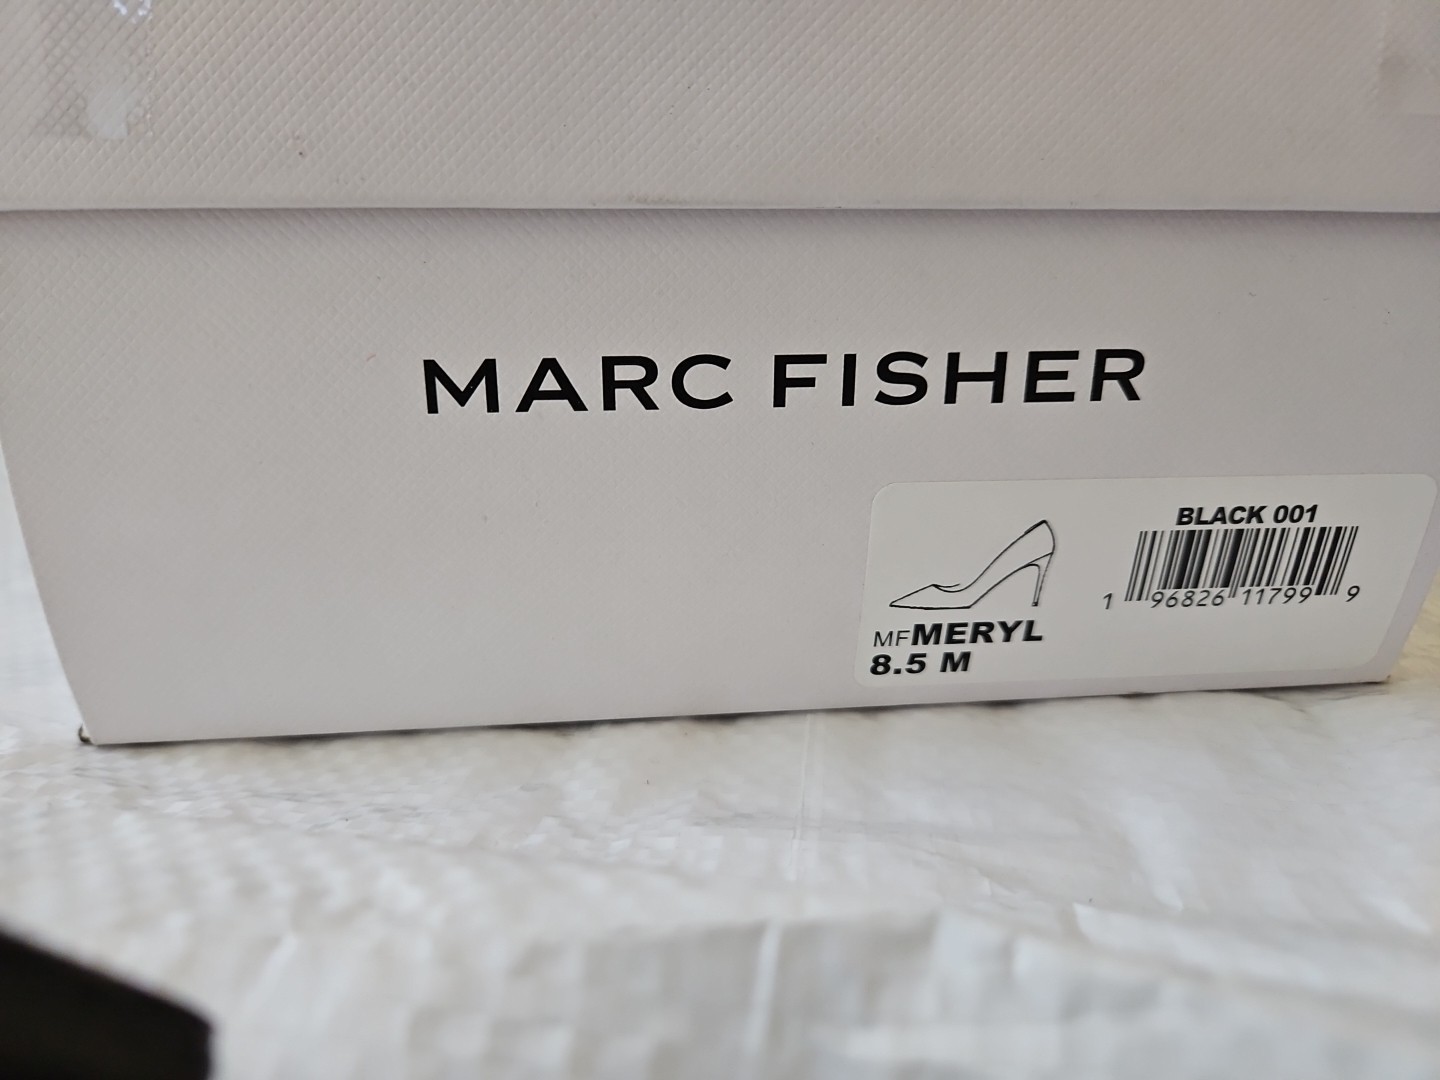 MARC FISHER
BLACK 001
1 96826 11799 9
MFMERYL
8.5 M